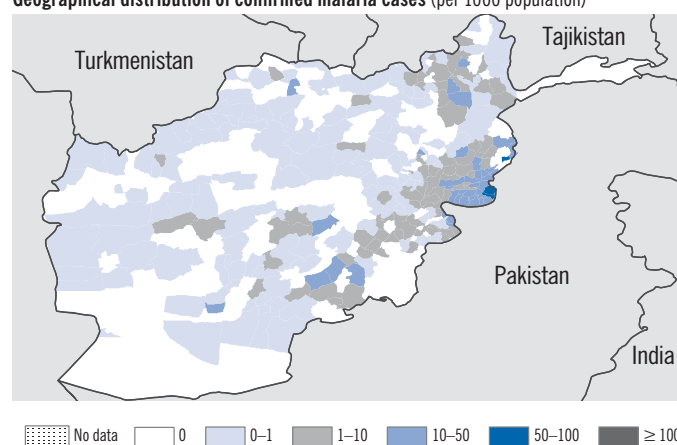 Geographical distribution of confirmed malaria cases (per 1000 population)
Turkmenistan
Tajikistan
Pakistan
India
No data 0 0–1 1–10 10–50 50–100 ≥ 100